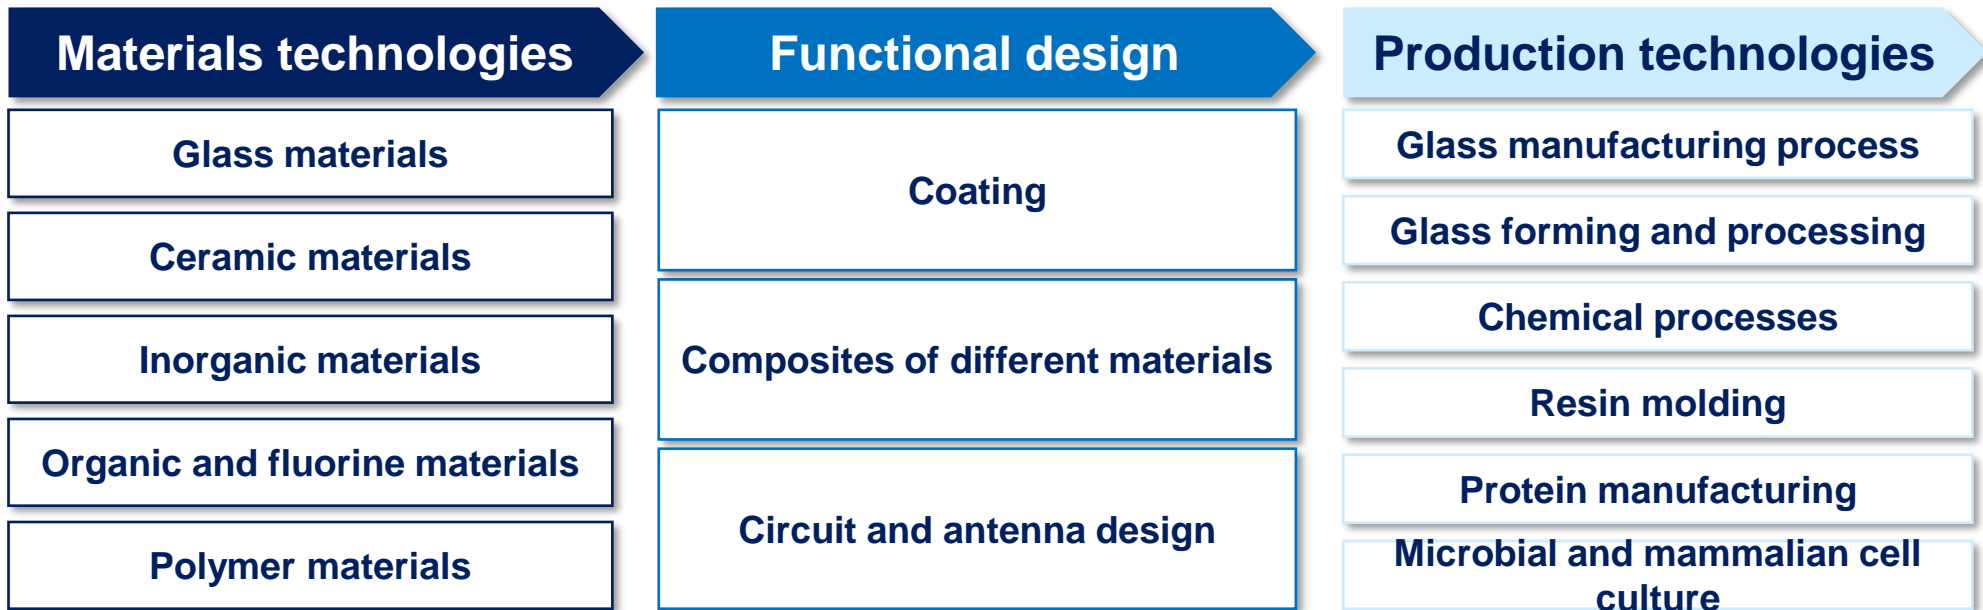 Materials technologies
Glass materials
Ceramic materials
Inorganic materials
Organic and fluorine materials
Polymer materials
Functional design
Coating
Composites of different materials
Circuit and antenna design
Production technologies
Glass manufacturing process
Glass forming and processing
Chemical processes
Resin molding
Protein manufacturing
Microbial and mammalian cell
culture